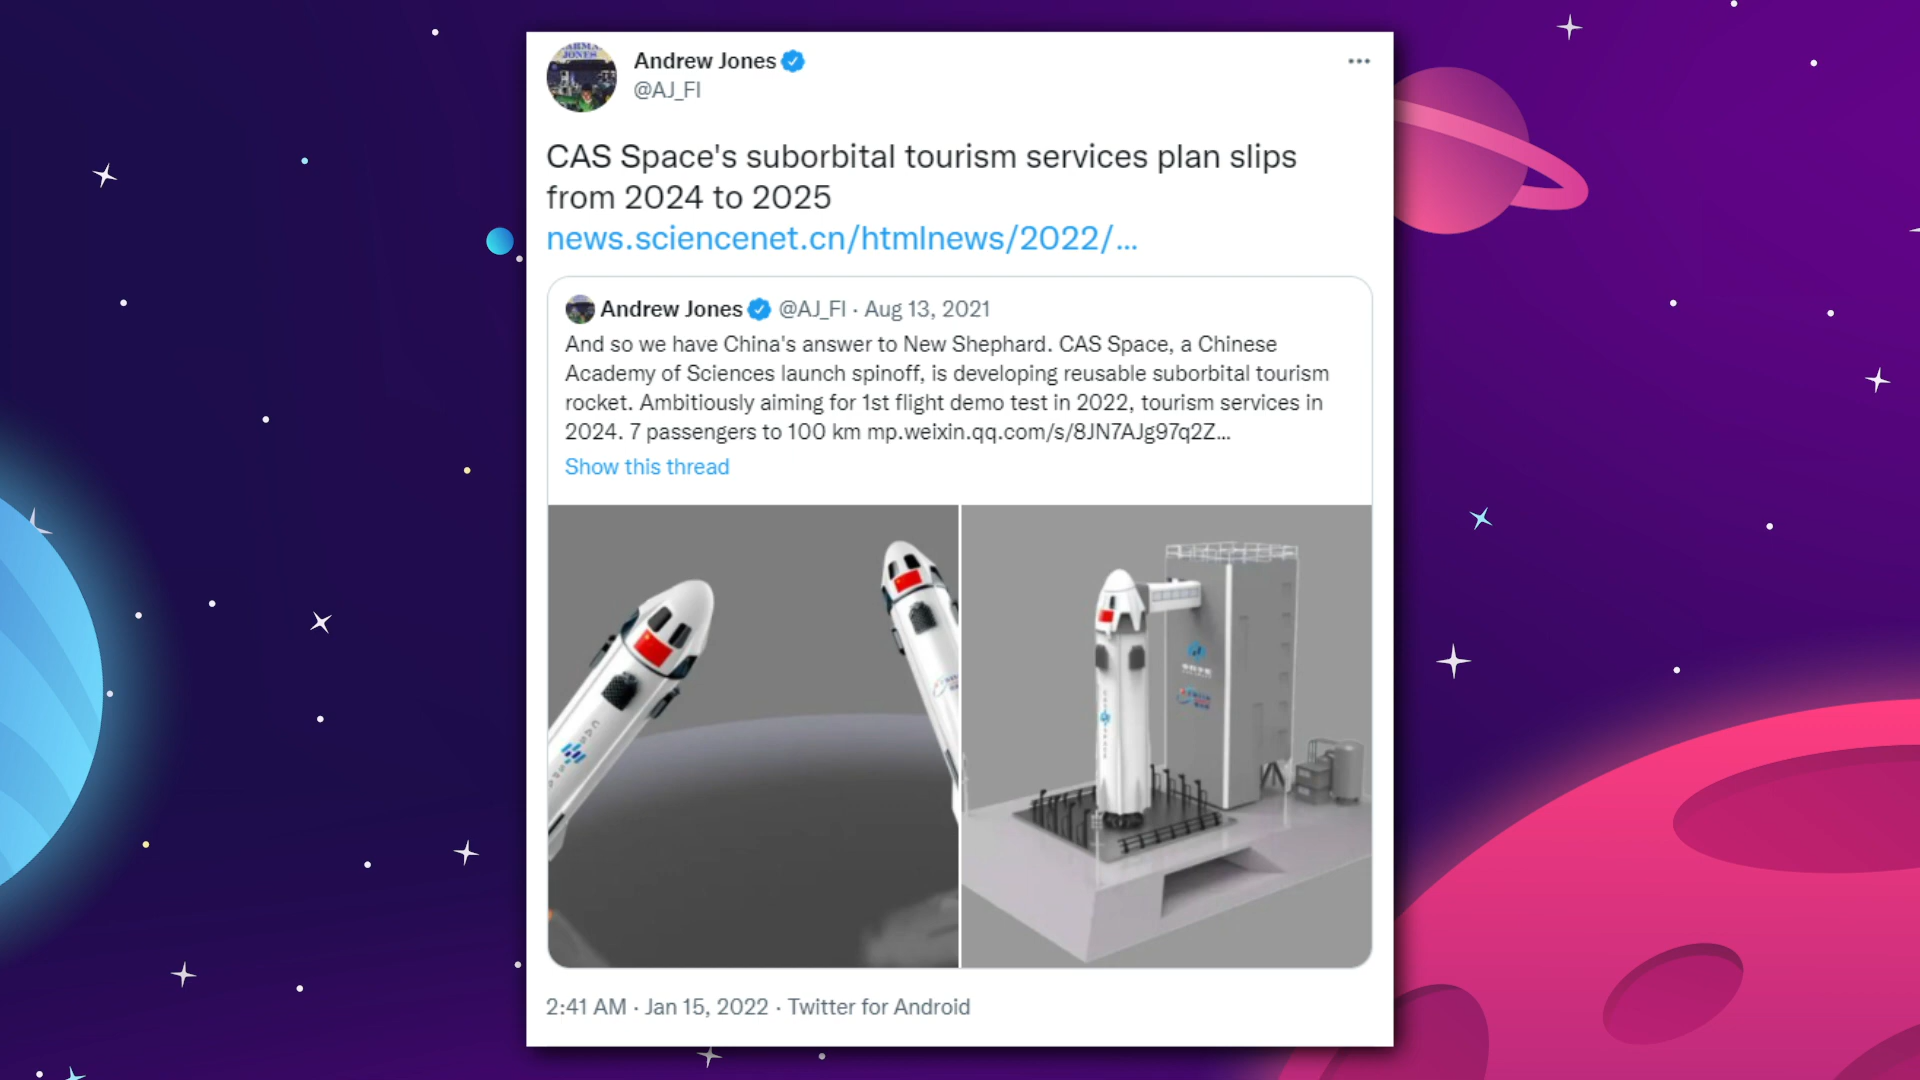 Andrew Jones
@AJ_FI
CAS Space's suborbital tourism services plan slips
from 2024 to 2025
news.sciencenet.cn/htmlnews/2022/...
Andrew Jones @AJ_FI · Aug 13, 2021
And so we have China's answer to New Shephard. CAS Space, a Chinese
Academy of Sciences launch spinoff, is developing reusable suborbital tourism
rocket. Ambitiously aiming for 1st flight demo test in 2022, tourism services in
2024. 7 passengers to 100 km mp.weixin.qq.com/s/8JN7AJg97q2Z...
Show this thread
2:41 AM · Jan 15, 2022 · Twitter for Android